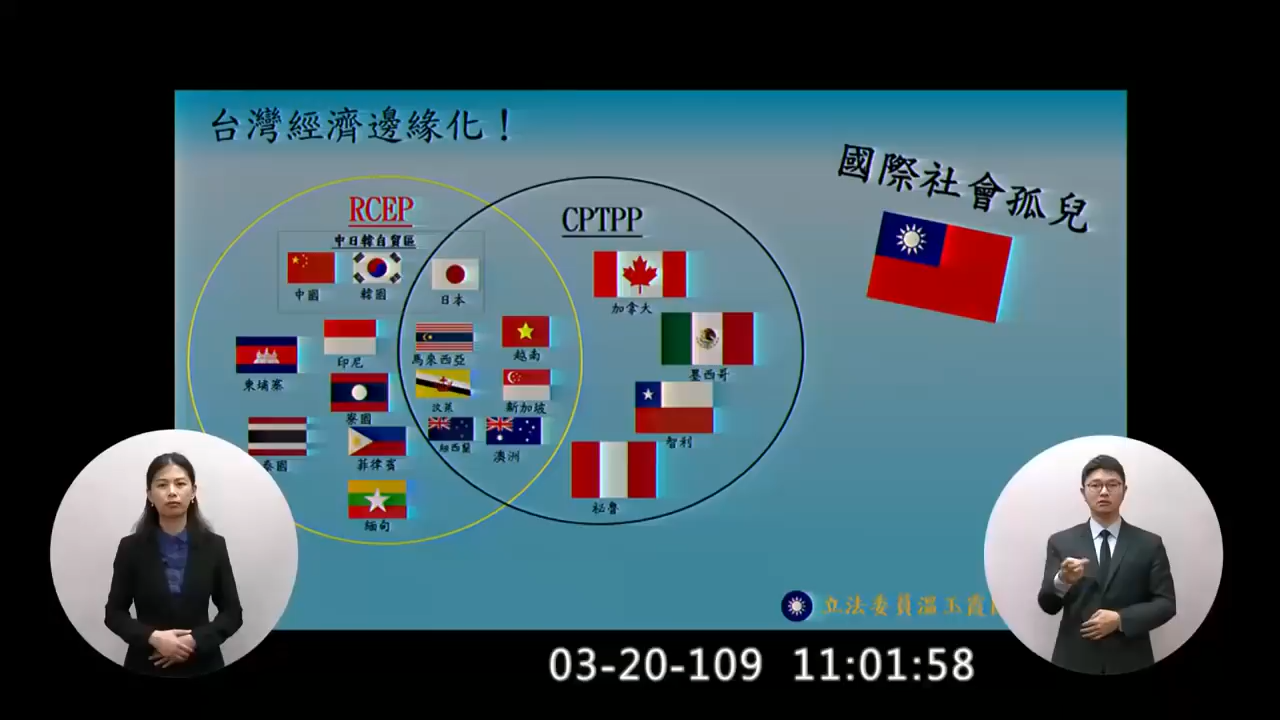 台灣經濟邊緣化！
國際社會孤兒
RCEP
CPTPP
中日韓自貿區
中國
韓國
日本
加拿大
印尼
馬來西亞
越南
墨西哥
柬埔寨
汶萊
新加坡
寮國
智利
紐西蘭
澳洲
泰國
菲律賓
秘魯
緬甸
立法委員溫玉霞
03-20-109 11:01:58